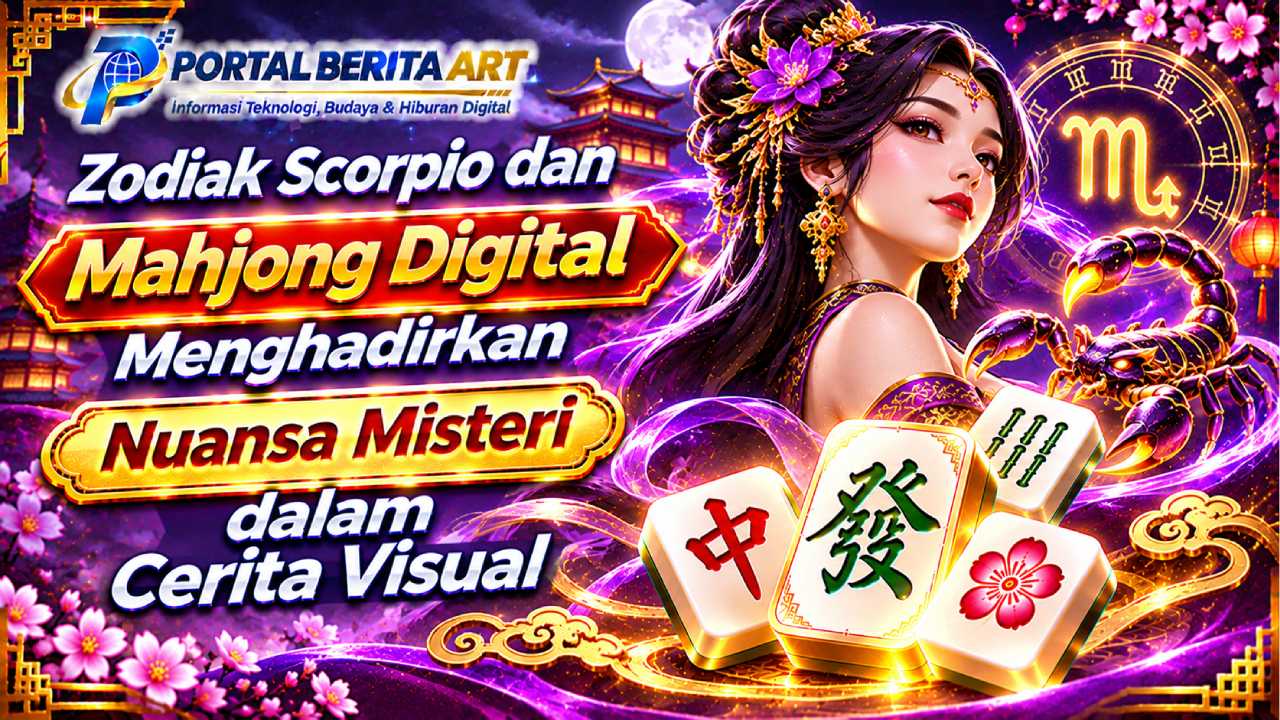 PORTAL BERITA ART
Informasi Teknologi, Budaya & Hiburan Digital
Zodiak Scorpio dan
Mahjong Digital
Menghadirkan
Nuansa Misteri
dalam
Cerita Visual
♏
中
發